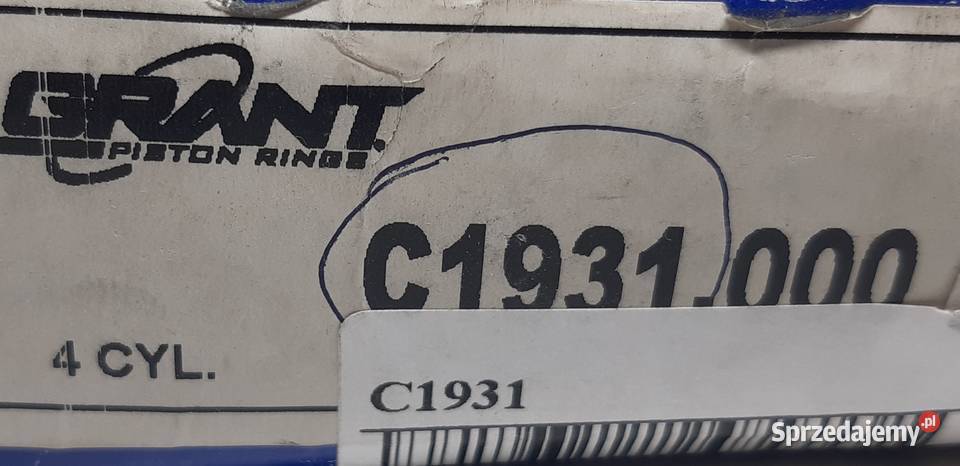 GRANT.
PISTON RINGS
C1931.000
4 CYL.
C1931
Sprzedajemy.pl